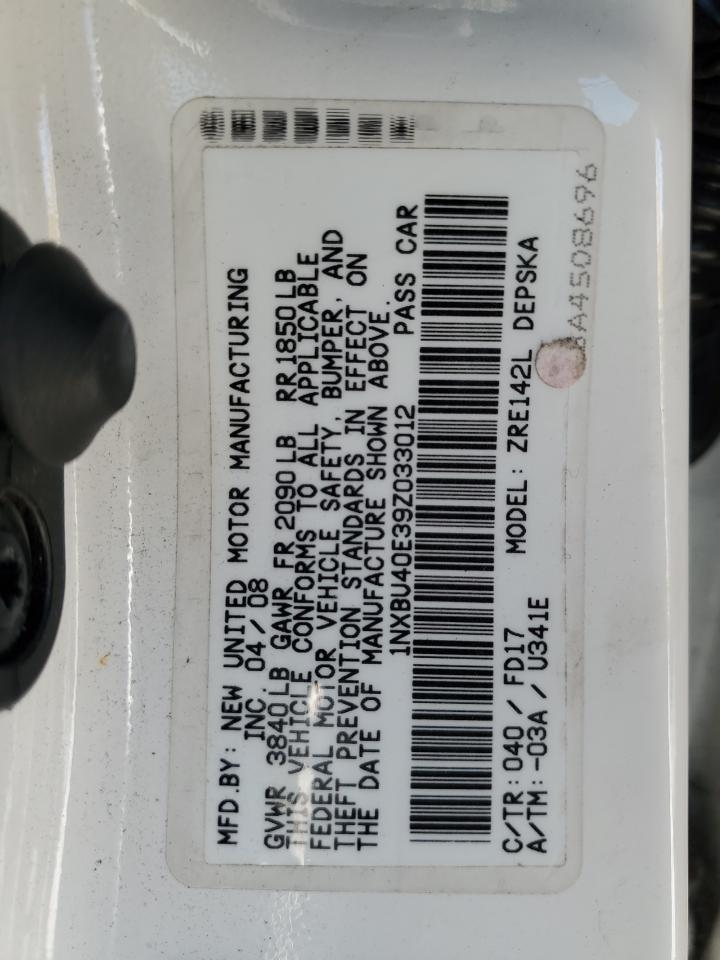 MFD.BY: NEW UNITED MOTOR MANUFACTURING
INC. 04/08
GVWR 3840LB GAWR FR 2090LB RR 1850LB
THIS VEHICLE CONFORMS TO ALL APPLICABLE
FEDERAL MOTOR VEHICLE SAFETY, BUMPER, AND
THEFT PREVENTION STANDARDS IN EFFECT ON
THE DATE OF MANUFACTURE SHOWN ABOVE.
1NXBU40E39Z033012 PASS CAR
C/TR: 040 / FD17 MODEL: ZRE142L DEPSKA
A/TM: -03A / U341E